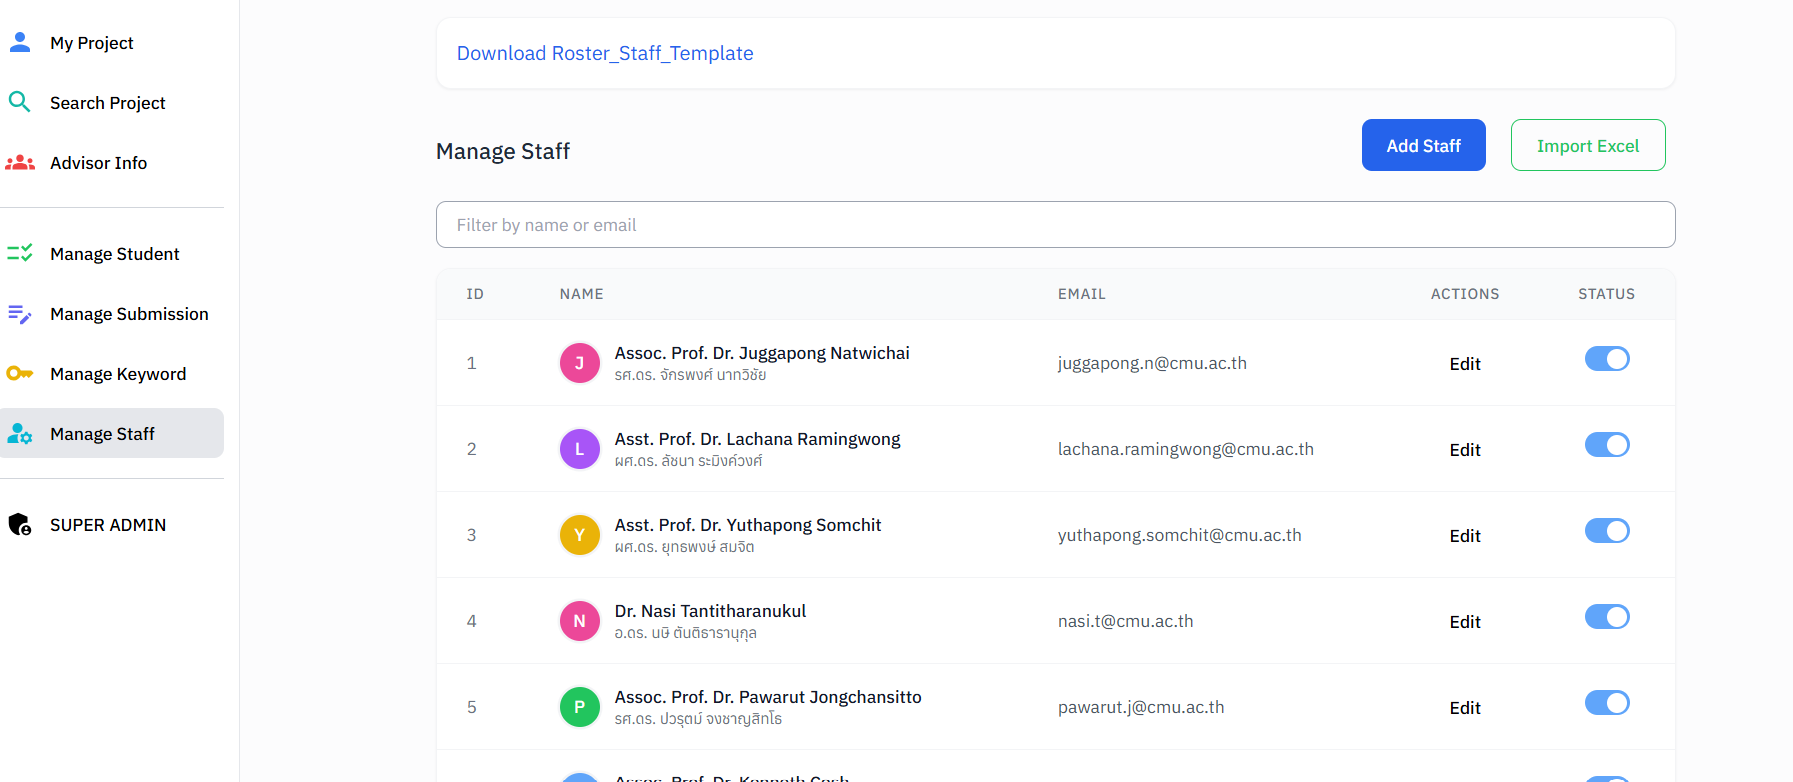 My Project
Search Project
Advisor Info
Manage Student
Manage Submission
Manage Keyword
Manage Staff
SUPER ADMIN
Download Roster_Staff_Template
Manage Staff
Add Staff
Import Excel
Filter by name or email
ID NAME EMAIL ACTIONS STATUS
1 J Assoc. Prof. Dr. Juggapong Natwichai juggapong.n@cmu.ac.th Edit
รศ.ดร. จักรพงศ์ นาทวิชัย
2 L Asst. Prof. Dr. Lachana Ramingwong lachana.ramingwong@cmu.ac.th Edit
ผศ.ดร. ลัชนา ระมิงค์วงศ์
3 Y Asst. Prof. Dr. Yuthapong Somchit yuthapong.somchit@cmu.ac.th Edit
ผศ.ดร. ยุทธพงษ์ สมจิต
4 N Dr. Nasi Tantitharanukul nasi.t@cmu.ac.th Edit
อ.ดร. นษิ ตันติธารานุกุล
5 P Assoc. Prof. Dr. Pawarut Jongchansitto pawarut.j@cmu.ac.th Edit
รศ.ดร. ปวรุตม์ จงชาญสิทโธ
Assoc. Prof. Dr. Kenneth Cosh